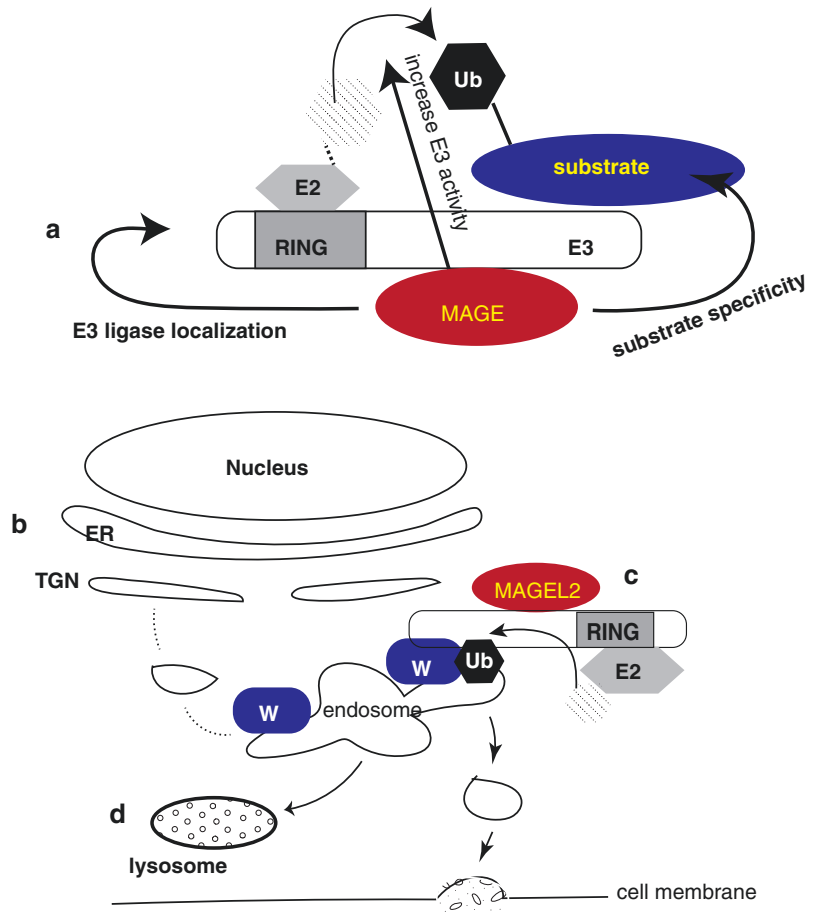 Ub
increase E3 activity
substrate
E2
a
RING
E3
MAGE
E3 ligase localization
substrate specificity
Nucleus
b
ER
TGN
MAGEL2
c
RING
W
Ub
E2
W
endosome
d
lysosome
cell membrane